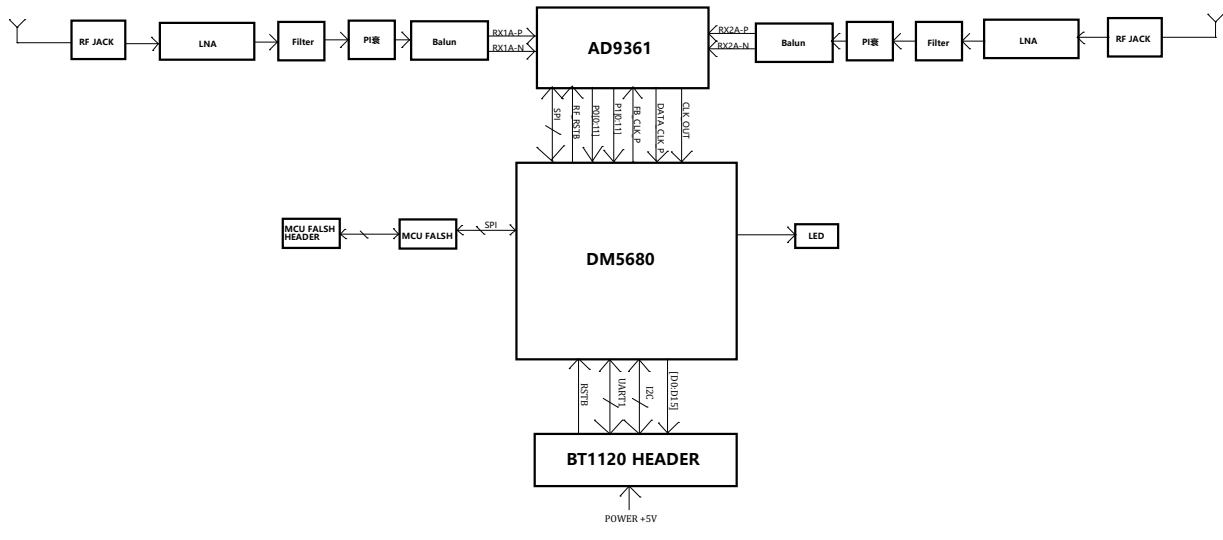 RF JACK
LNA
Filter
PI衰
Balun
RX1A-P
RX1A-N
AD9361
RX2A-P
RX2A-N
Balun
PI衰
Filter
LNA
RF JACK
SPI
RF_RSTB
P0[0:11]
P1[0:11]
FB_CLK_P
DATA_CLK_P
CLK_OUT
MCU FALSH
HEADER
MCU FALSH
SPI
DM5680
LED
RSTB
UART1
I2C
[D0:D15]
BT1120 HEADER
POWER +5V